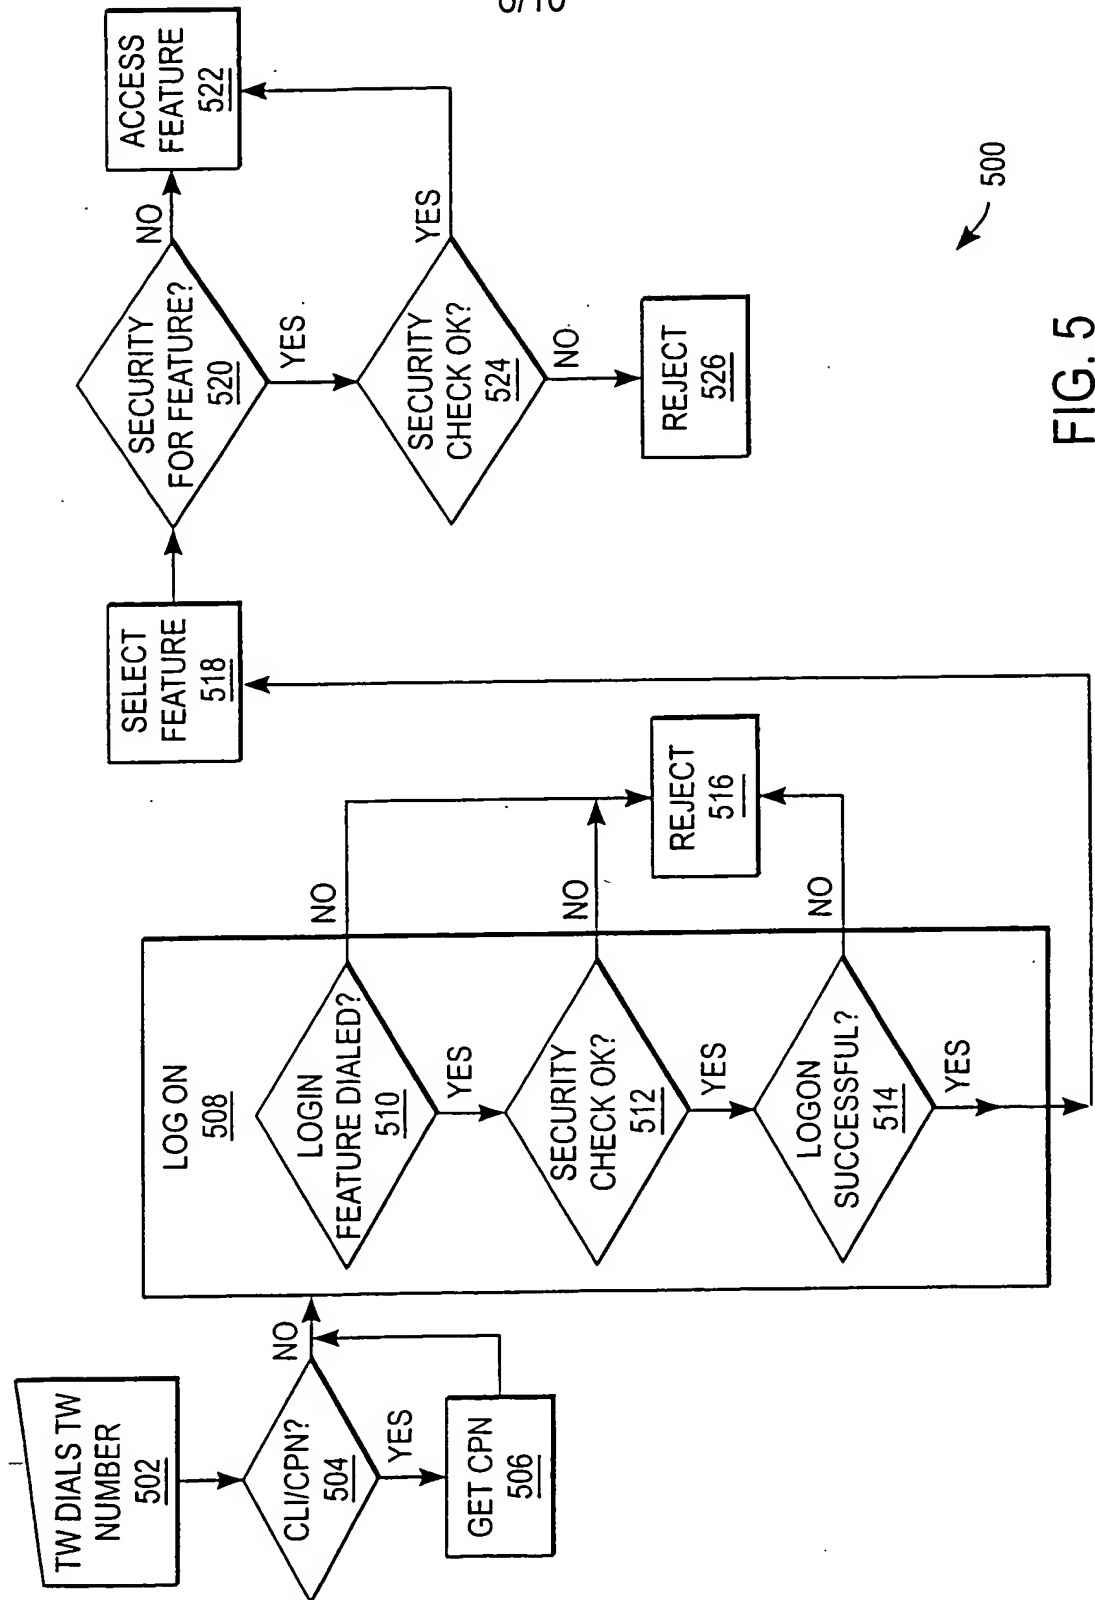 6/10
TW DIALS TW
NUMBER
502
CLI/CPN?
504
NO
YES
GET CPN
506
LOG ON
508
LOGIN
FEATURE DIALED?
510
NO
YES
SECURITY
CHECK OK?
512
NO
YES
LOGON
SUCCESSFUL?
514
NO
YES
REJECT
516
SELECT
FEATURE
518
SECURITY
FOR FEATURE?
520
NO
YES
ACCESS
FEATURE
522
SECURITY
CHECK OK?
524
YES
NO
REJECT
526
500
FIG. 5